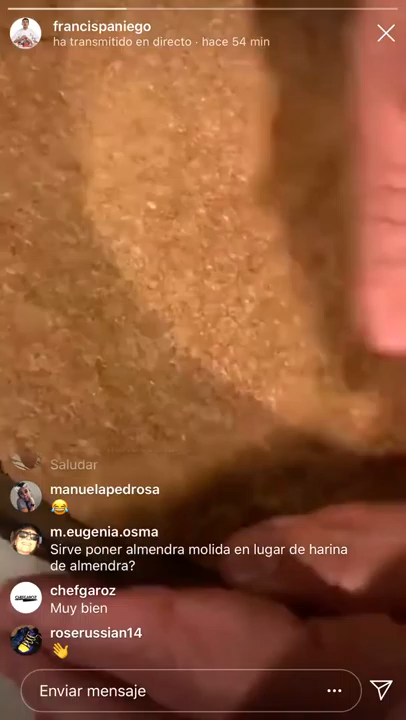 francispaniego
ha transmitido en directo · hace 54 min
Saludar
manuelapedrosa
😂
m.eugenia.osma
Sirve poner almendra molida en lugar de harina
de almendra?
chefgaroz
CHEFGAROZ
Muy bien
roserussian14
👋
Enviar mensaje